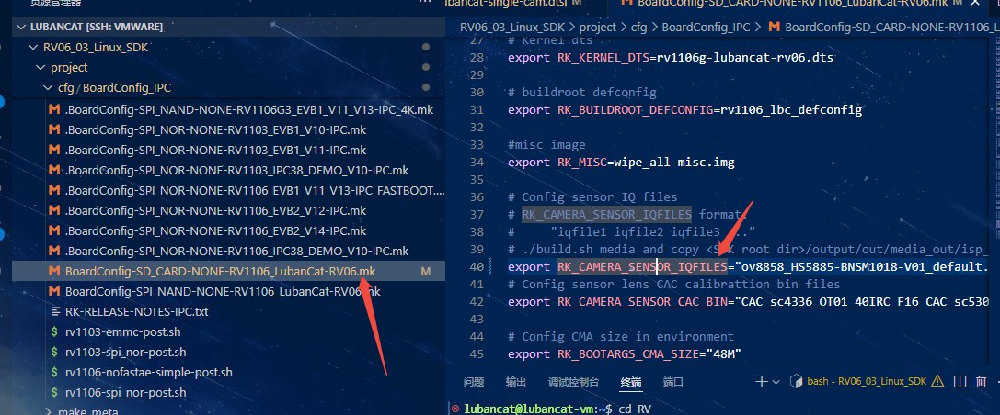 资源管理器
LUBANCAT [SSH: VMWARE]
RV06_03_Linux_SDK
project
cfg / BoardConfig_IPC
.BoardConfig-SPI_NAND-NONE-RV1106G3_EVB1_V11_V13-IPC_4K.mk
.BoardConfig-SPI_NOR-NONE-RV1103_EVB1_V10-IPC.mk
.BoardConfig-SPI_NOR-NONE-RV1103_EVB1_V11-IPC.mk
.BoardConfig-SPI_NOR-NONE-RV1103_IPC38_DEMO_V10-IPC.mk
.BoardConfig-SPI_NOR-NONE-RV1106_EVB1_V11_V13-IPC_FASTBOOT....
.BoardConfig-SPI_NOR-NONE-RV1106_EVB2_V12-IPC.mk
.BoardConfig-SPI_NOR-NONE-RV1106_EVB2_V14-IPC.mk
.BoardConfig-SPI_NOR-NONE-RV1106_IPC38_DEMO_V10-IPC.mk
BoardConfig-SD_CARD-NONE-RV1106_LubanCat-RV06.mk M
BoardConfig-SPI_NAND-NONE-RV1106_LubanCat-RV06.mk
RK-RELEASE-NOTES-IPC.txt
$ rv1103-emmc-post.sh
$ rv1103-spi_nor-post.sh
$ rv1106-nofastae-simple-post.sh
$ rv1106-spi_nor-post.sh
make_meta
lubancat-single-cam.dtsi
BoardConfig-SD_CARD-NONE-RV1106_LubanCat-RV06.mk M
RV06_03_Linux_SDK > project > cfg > BoardConfig_IPC > BoardConfig-SD_CARD-NONE-RV1106_L
27 # Kernel dts
28 export RK_KERNEL_DTS=rv1106g-lubancat-rv06.dts
29
30 # buildroot defconfig
31 export RK_BUILDROOT_DEFCONFIG=rv1106_lbc_defconfig
32
33 #misc image
34 export RK_MISC=wipe_all-misc.img
35
36 # Config sensor IQ files
37 # RK_CAMERA_SENSOR_IQFILES format:
38 # "iqfile1 iqfile2 iqfile3 ..."
39 # ./build.sh media and copy <SDK root dir>/output/out/media_out/isp_
40 export RK_CAMERA_SENSOR_IQFILES="ov8858_HS5885-BNSM1018-V01_default.
41 # Config sensor lens CAC calibrattion bin files
42 export RK_CAMERA_SENSOR_CAC_BIN="CAC_sc4336_OT01_40IRC_F16 CAC_sc530
43
44 # Config CMA size in environment
45 export RK_BOOTARGS_CMA_SIZE="48M"
问题 输出 调试控制台 终端 端口
bash - RV06_03_Linux_SDK
lubancat@lubancat-vm:~$ cd RV